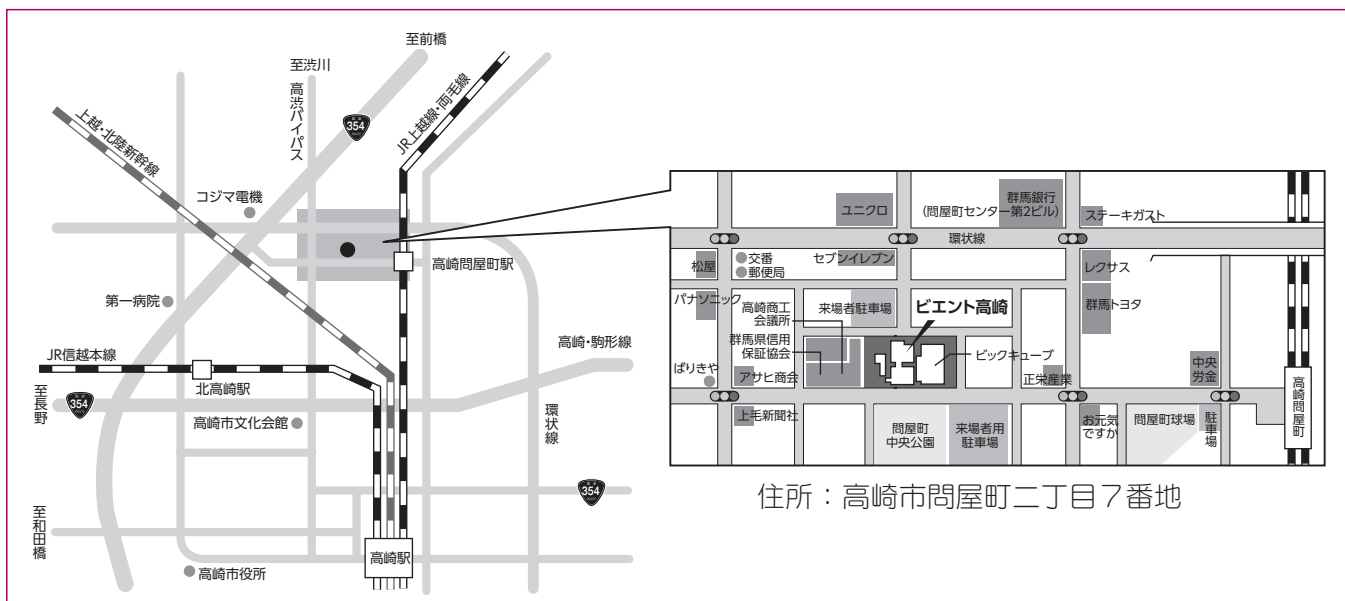 至前橋
至渋川
高渋バイパス
国道
354
ROUTE
JR上越線・両毛線
上越・北陸新幹線
コジマ電機
高崎問屋町駅
第一病院
高崎・駒形線
JR信越本線
北高崎駅
至長野
354
高崎市文化会館
環状線
354
至和田橋
高崎駅
高崎市役所
ユニクロ
群馬銀行
(問屋町センター第2ビル)
ステーキガスト
環状線
松屋
交番
郵便局
セブンイレブン
レクサス
パナソニック
高崎商工
会議所
来場者駐車場
ビエント高崎
群馬トヨタ
群馬県信用
保証協会
ビックキューブ
ばりきや
アサヒ商会
正栄産業
中央
労金
高崎問屋町
上毛新聞社
問屋町
中央公園
来場者用
駐車場
お元気
ですか
問屋町球場
駐車場
住所：高崎市問屋町二丁目7番地